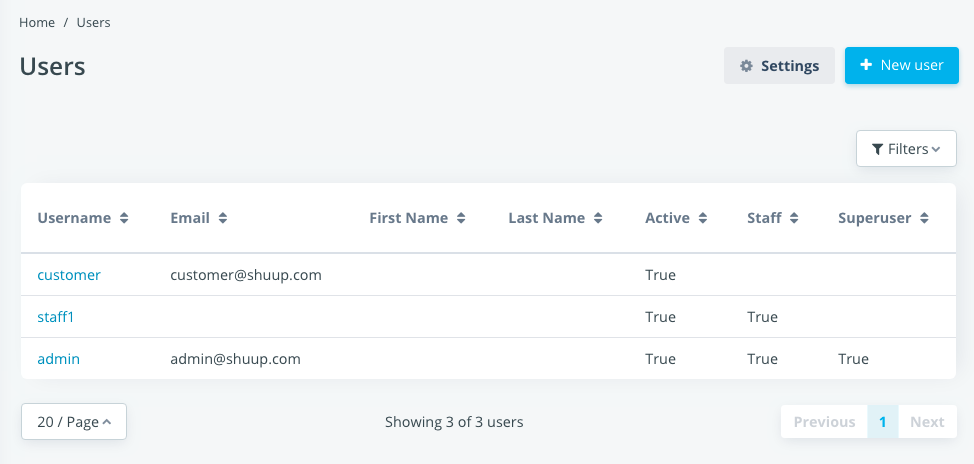 Home / Users
Users
Settings
New user
Filters
Username Email First Name Last Name Active Staff Superuser
customer customer@shuup.com True
staff1 True True
admin admin@shuup.com True True True
20 / Page Showing 3 of 3 users Previous 1 Next